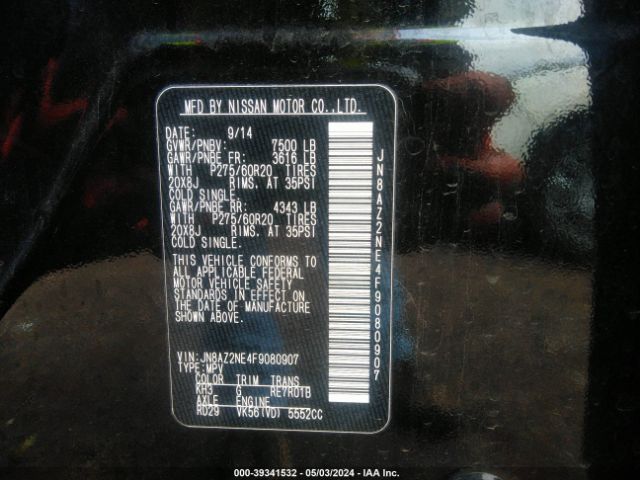 MFD BY NISSAN MOTOR CO.,LTD.
DATE: 9/14
GVWR/PNBV: 7500 LB
GAWR/PNBE FR: 3616 LB
WITH P275/60R20 TIRES
20X8J RIMS. AT 35PSI
COLD SINGLE.
GAWR/PNBE RR: 4343 LB
WITH P275/60R20 TIRES
20X8J RIMS. AT 35PSI
COLD SINGLE.
THIS VEHICLE CONFORMS TO
ALL APPLICABLE FEDERAL
MOTOR VEHICLE SAFETY
STANDARDS IN EFFECT ON
THE DATE OF MANUFACTURE
SHOWN ABOVE.
VIN:JN8AZ2NE4F9080907
TYPE:MPV
COLOR TRIM TRANS
KH3 G RE7R01B
AXLE ENGINE
RD29 VK56(VD) 5552CC
JN8AZ2NE4F9080907
000-39341532 - 05/03/2024 - IAA Inc.